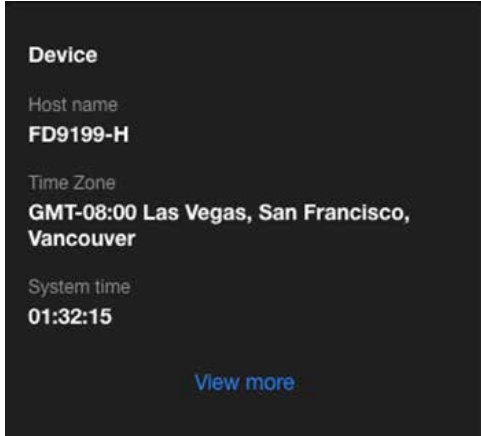 Device
Host name
FD9199-H
Time Zone
GMT-08:00 Las Vegas, San Francisco,
Vancouver
System time
01:32:15
View more